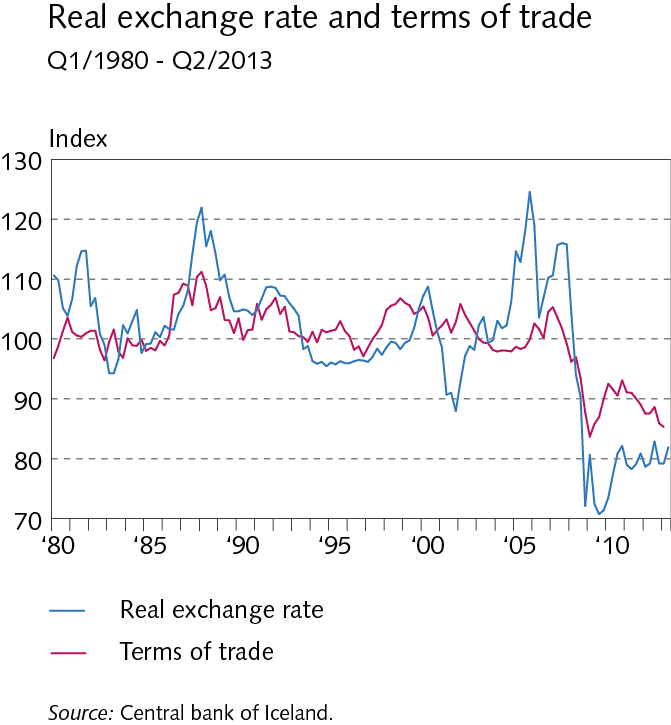 Real exchange rate and terms of trade
Q1/1980 - Q2/2013
Index
130
120
110
100
90
80
70
‘80 ‘85 ‘90 ‘95 ‘00 ‘05 ‘10
Real exchange rate
Terms of trade
Source: Central bank of Iceland.